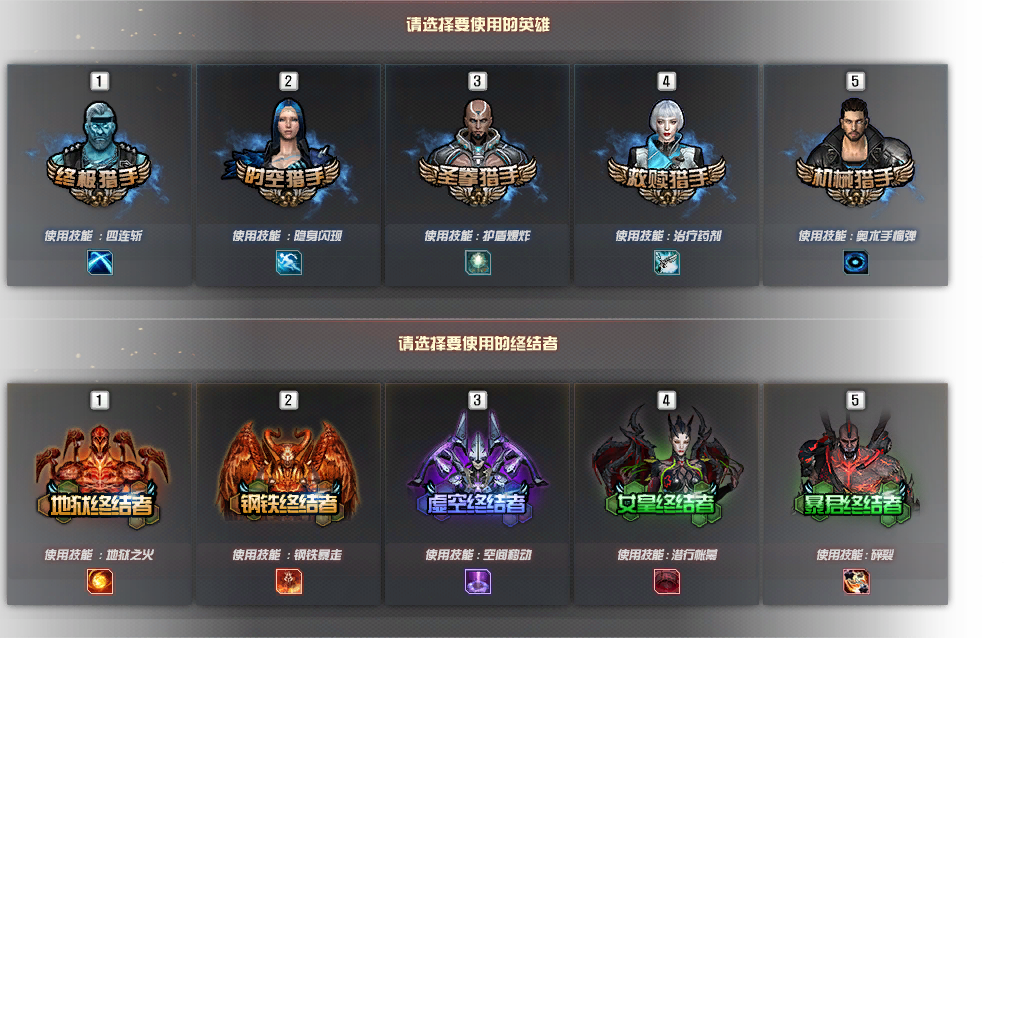 请选择要使用的英雄
1 2 3 4 5
终极猎手 时空猎手 圣拳猎手 救赎猎手 机械猎手
使用技能：四连斩 使用技能：隐身闪现 使用技能：护盾爆炸 使用技能：治疗药剂 使用技能：奥术手榴弹
请选择要使用的终结者
1 2 3 4 5
地狱终结者 钢铁终结者 虚空终结者 女皇终结者 暴君终结者
使用技能：地狱之火 使用技能：钢铁暴走 使用技能：空间移动 使用技能：潜行帷幕 使用技能：碎裂